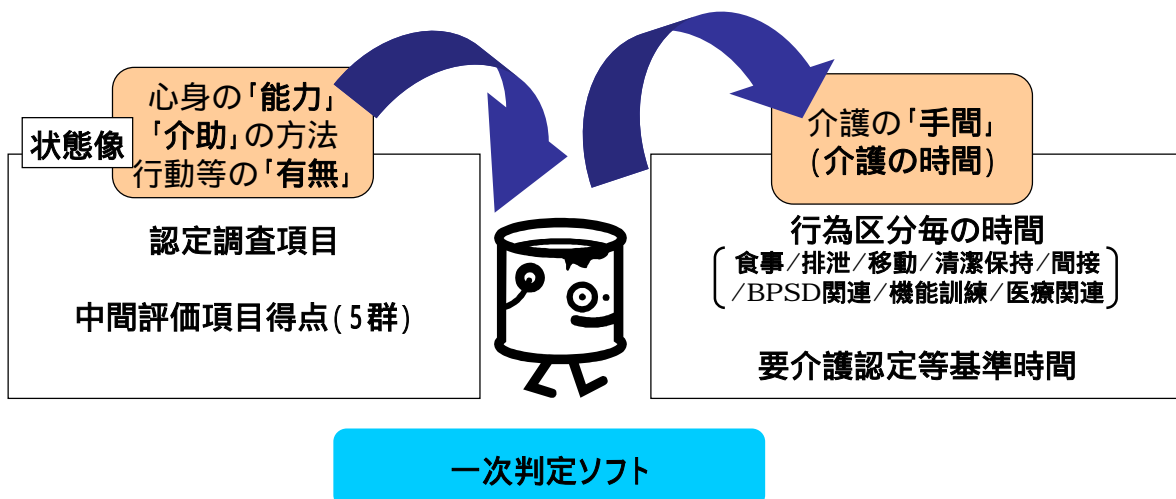 状態像
心身の「能力」
「介助」の方法
行動等の「有無」
認定調査項目
中間評価項目得点(5群)
介護の「手間」
(介護の時間)
行為区分毎の時間
食事/排泄/移動/清潔保持/間接
/BPSD関連/機能訓練/医療関連
要介護認定等基準時間
一次判定ソフト